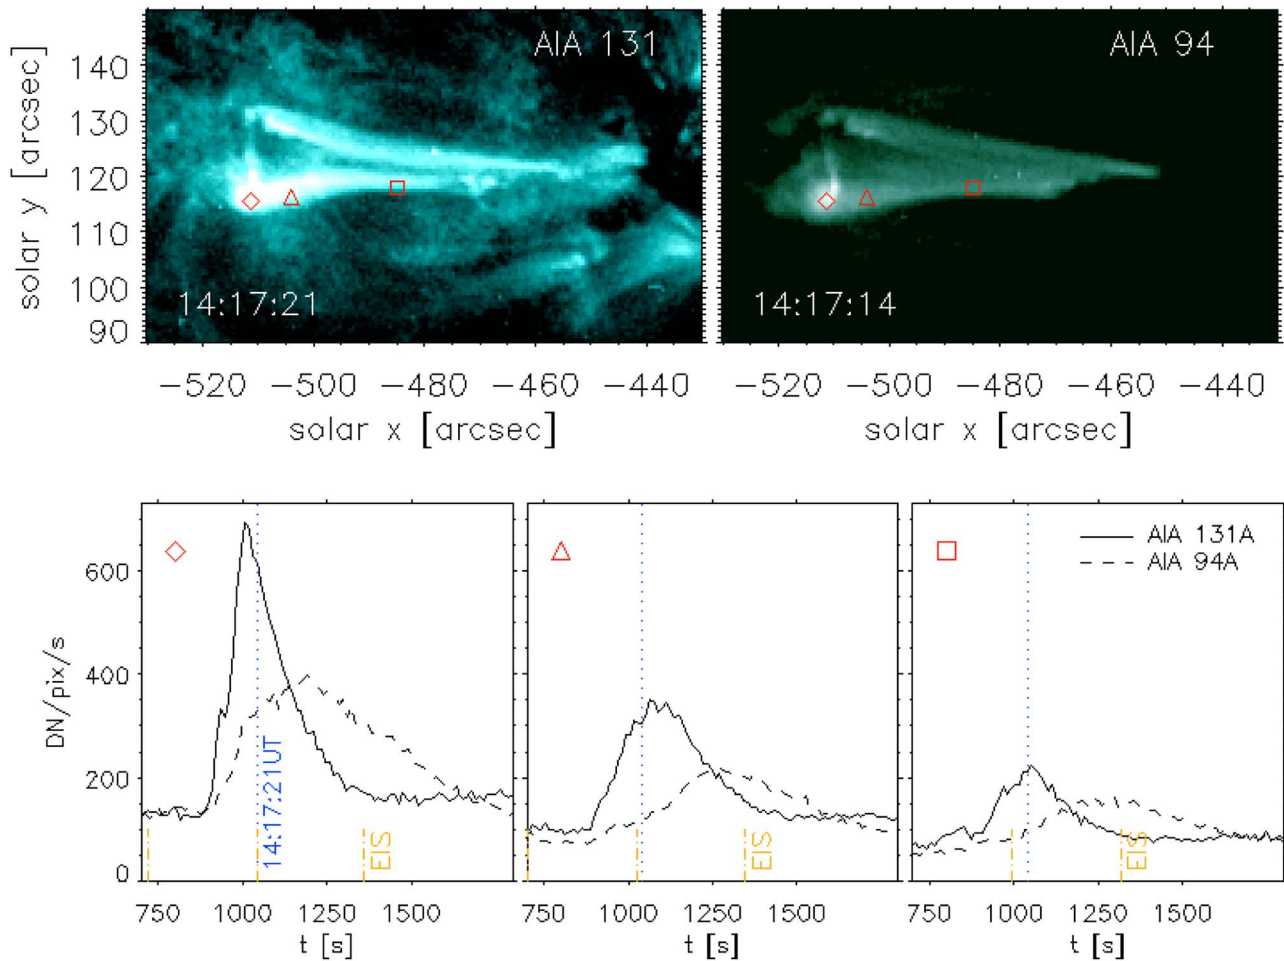 AIA 131
AIA 94
solar y [arcsec]
140
130
120
110
100
90
14:17:21
14:17:14
−520 −500 −480 −460 −440
−520 −500 −480 −460 −440
solar x [arcsec]
solar x [arcsec]
DN/pix/s
600
400
200
0
14:17:21UT
EIS
EIS
AIA 131A
AIA 94A
EIS
750 1000 1250 1500
750 1000 1250 1500
750 1000 1250 1500
t [s]
t [s]
t [s]